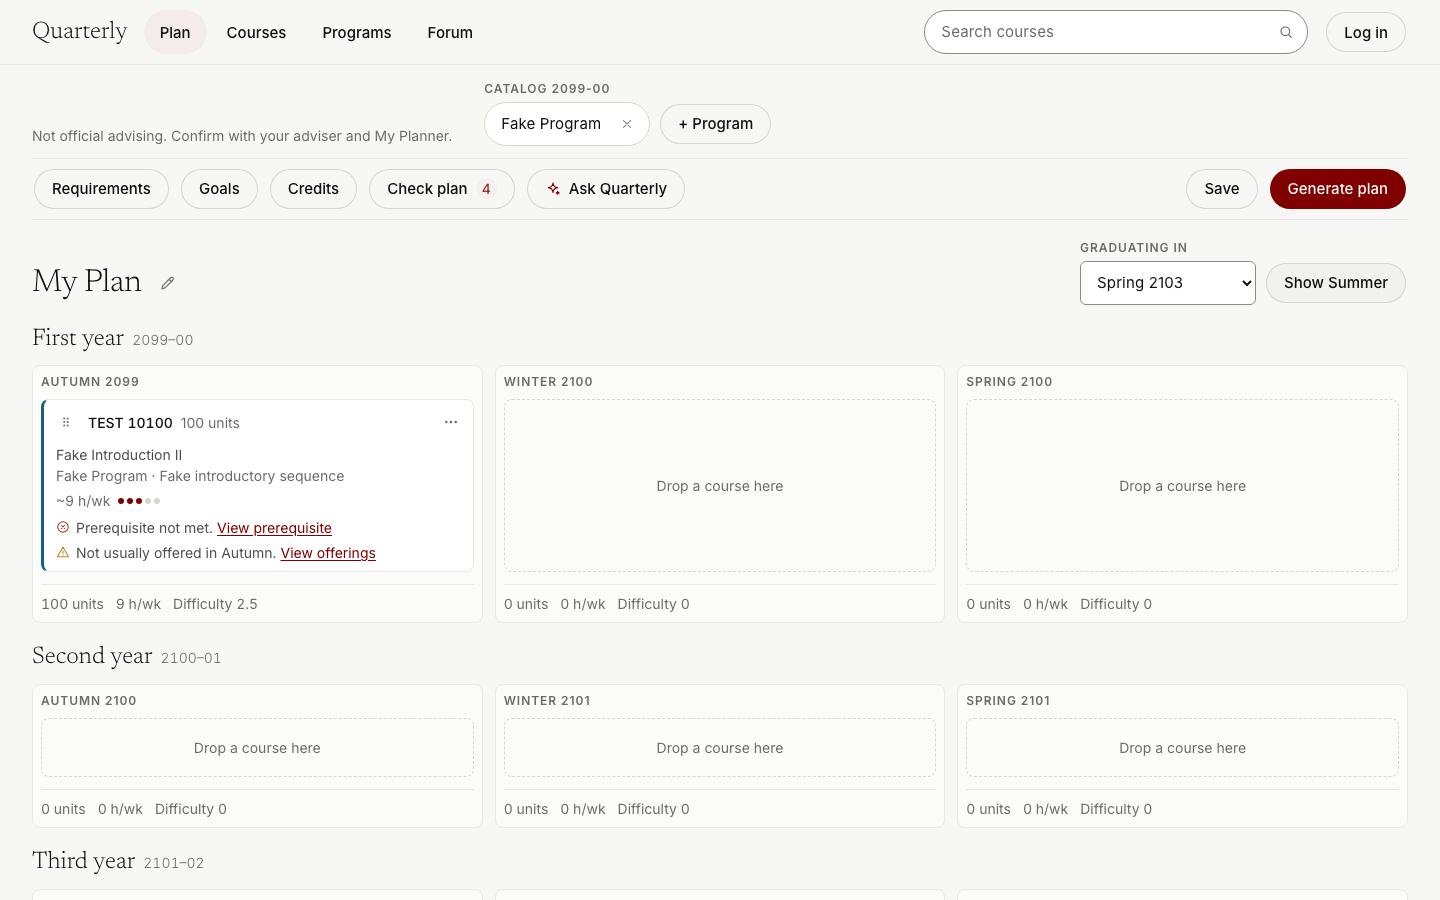 Quarterly
Plan
Courses
Programs
Forum
Search courses
Log in
CATALOG 2099-00
Not official advising. Confirm with your adviser and My Planner.
Fake Program
+ Program
Requirements
Goals
Credits
Check plan 4
Ask Quarterly
Save
Generate plan
My Plan
GRADUATING IN
Spring 2103
Show Summer
First year 2099–00
AUTUMN 2099
TEST 10100 100 units
Fake Introduction II
Fake Program · Fake introductory sequence
~9 h/wk
Prerequisite not met. View prerequisite
Not usually offered in Autumn. View offerings
100 units 9 h/wk Difficulty 2.5
WINTER 2100
Drop a course here
0 units 0 h/wk Difficulty 0
SPRING 2100
Drop a course here
0 units 0 h/wk Difficulty 0
Second year 2100–01
AUTUMN 2100
Drop a course here
0 units 0 h/wk Difficulty 0
WINTER 2101
Drop a course here
0 units 0 h/wk Difficulty 0
SPRING 2101
Drop a course here
0 units 0 h/wk Difficulty 0
Third year 2101–02